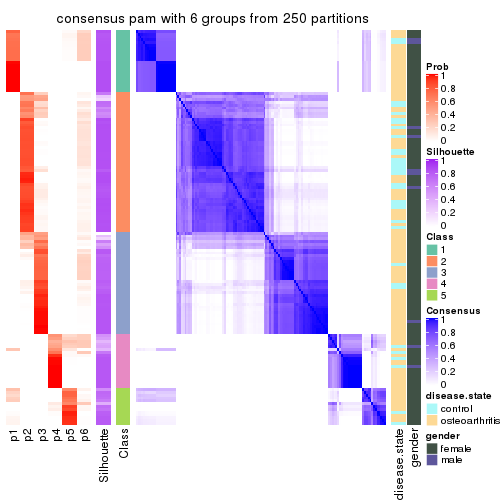 consensus pam with 6 groups from 250 partitions
Prob
1
0.8
0.6
0.4
0.2
0
Silhouette
1
0.8
0.6
0.4
0.2
0
Class
1
2
3
4
5
Consensus
1
0.8
0.6
0.4
0.2
0
disease.state
control
osteoarthritis
gender
female
male
p1
p2
p3
p4
p5
p6
Silhouette
Class
disease.state
gender